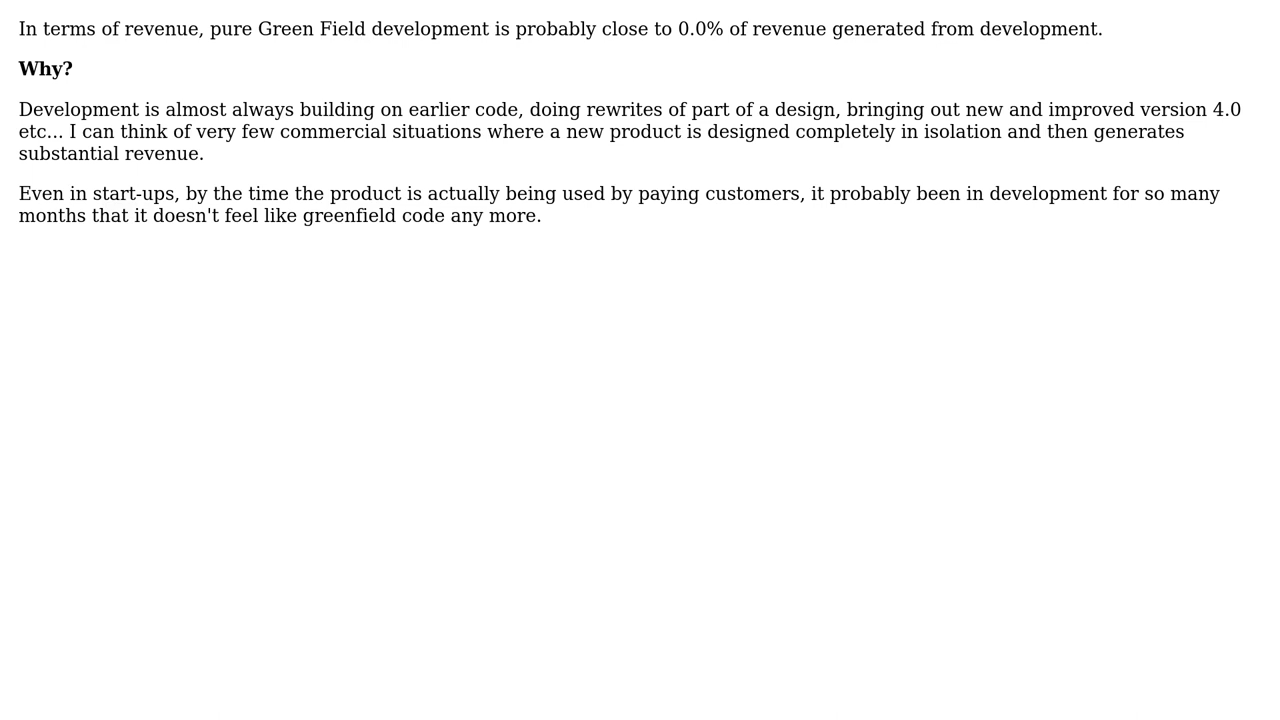 In terms of revenue, pure Green Field development is probably close to 0.0% of revenue generated from development.
Why?
Development is almost always building on earlier code, doing rewrites of part of a design, bringing out new and improved version 4.0
etc... I can think of very few commercial situations where a new product is designed completely in isolation and then generates
substantial revenue.
Even in start-ups, by the time the product is actually being used by paying customers, it probably been in development for so many
months that it doesn't feel like greenfield code any more.